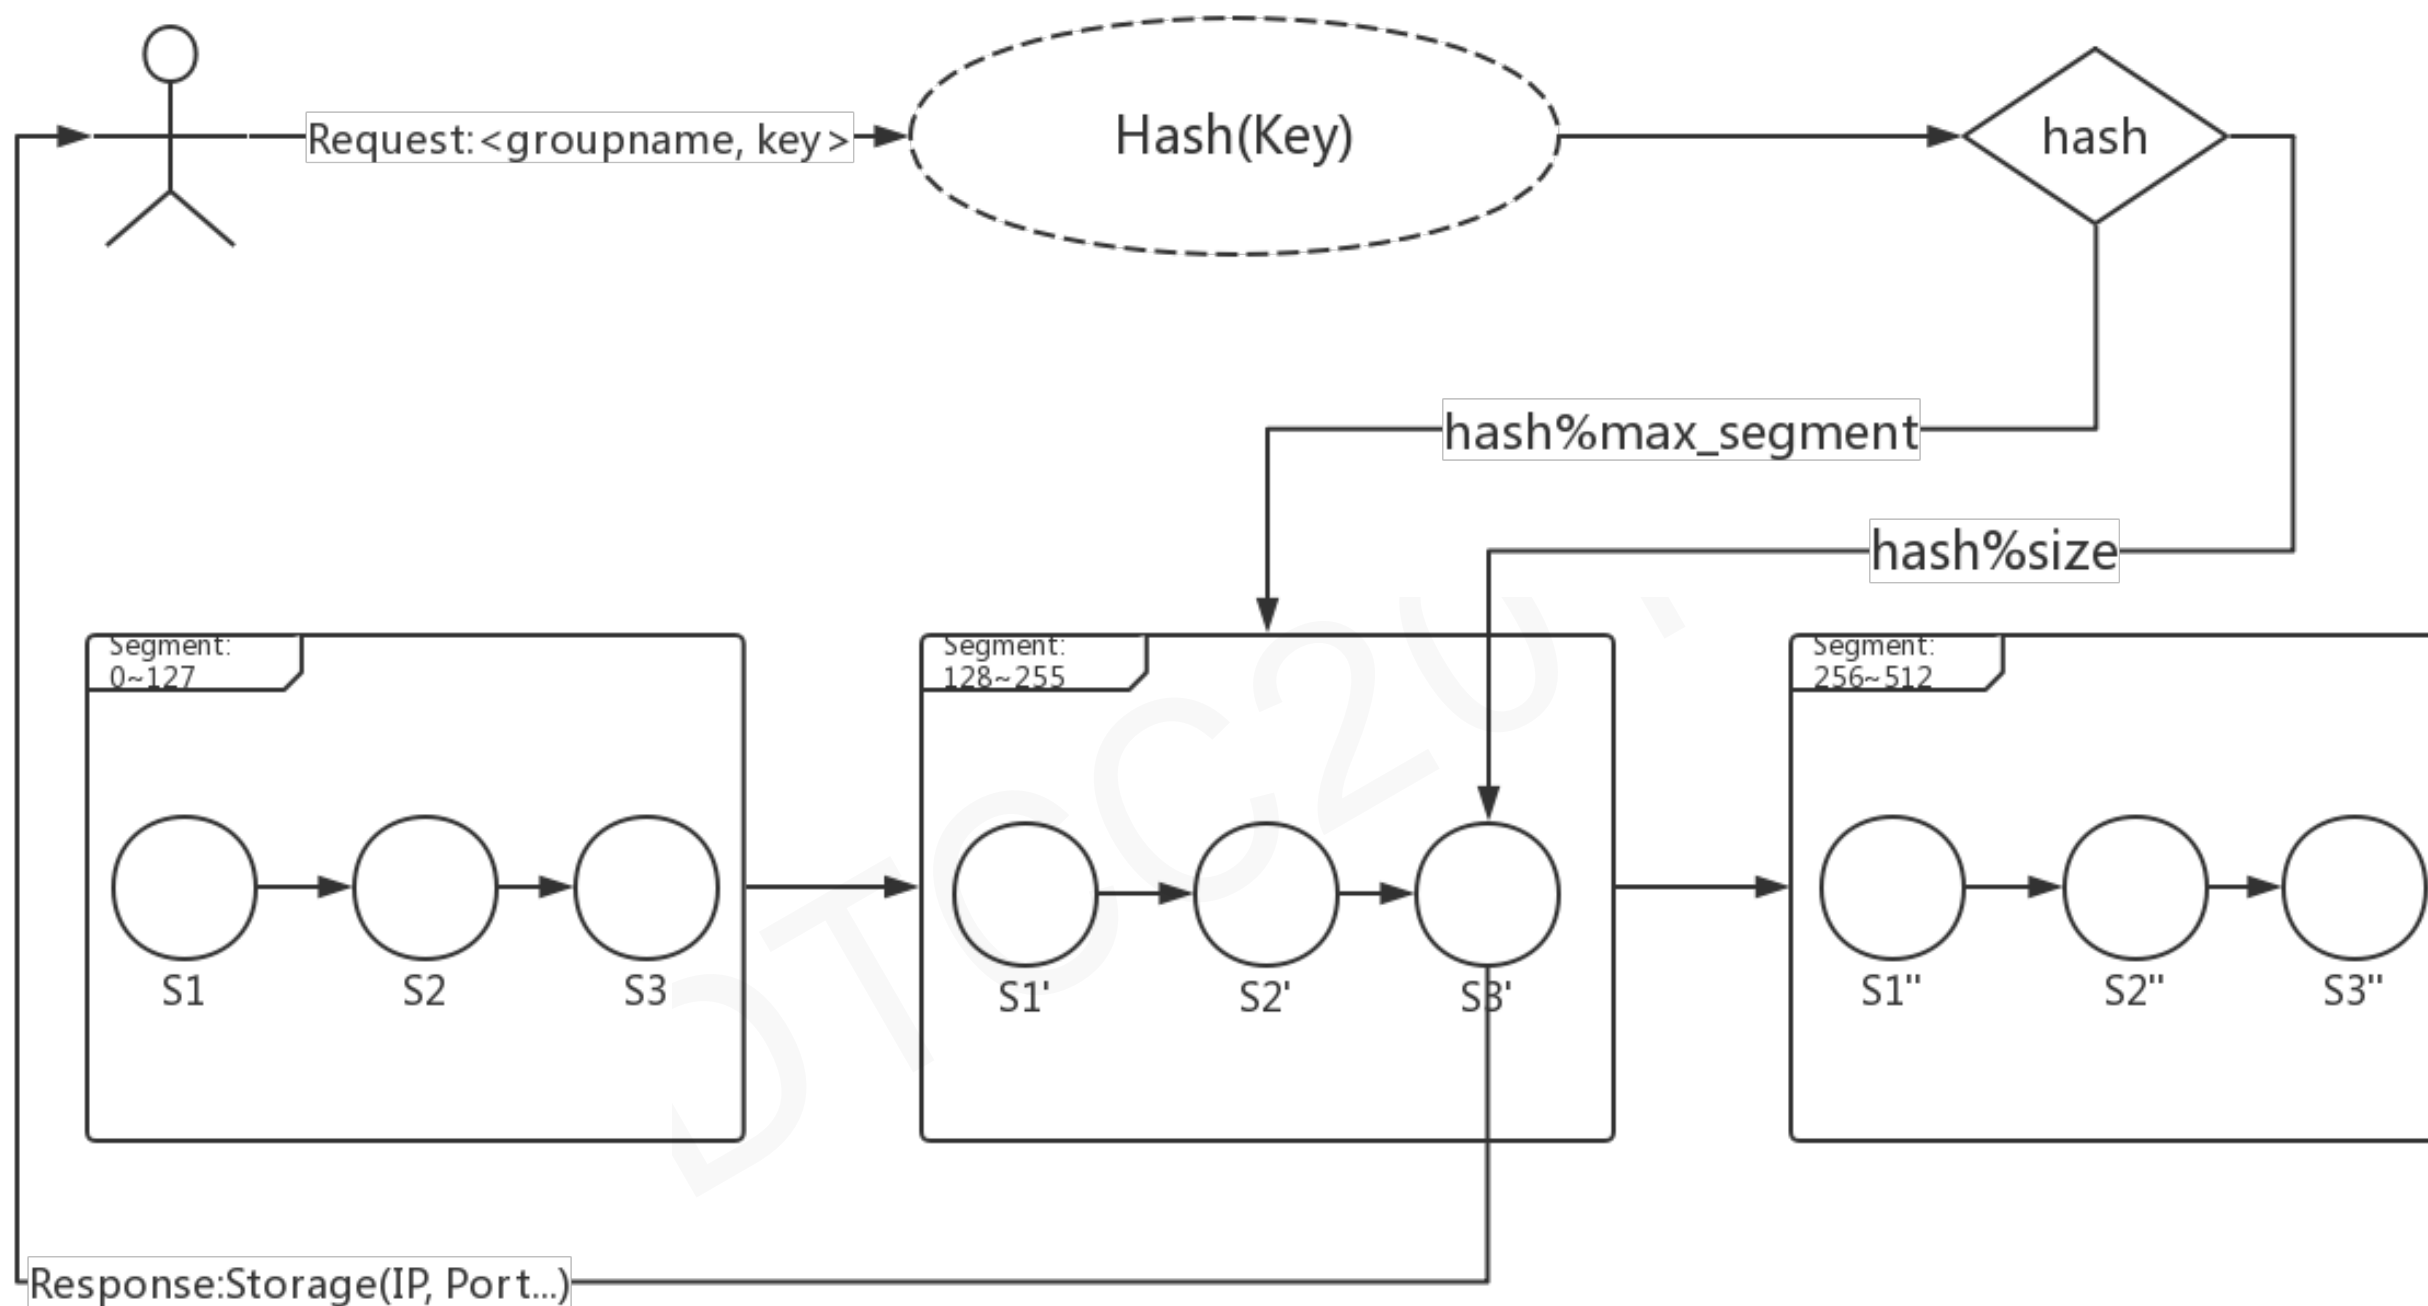 Request:<groupname, key>
Hash(Key)
hash
hash%max_segment
hash%size
Segment:
0~127
Segment:
128~255
Segment:
256~512
S1
S2
S3
S1'
S2'
S3'
S1"
S2"
S3"
Response:Storage(IP, Port...)